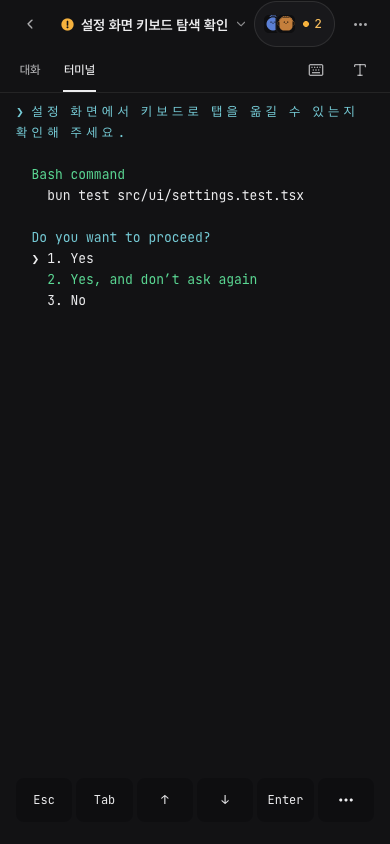 설정 화면 키보드 탐색 확인
2
대화 터미널
❯ 설정 화면에서 키보드로 탭을 옮길 수 있는지
확인해 주세요.
Bash command
bun test src/ui/settings.test.tsx
Do you want to proceed?
❯ 1. Yes
2. Yes, and don’t ask again
3. No
Esc Tab ↑ ↓ Enter •••